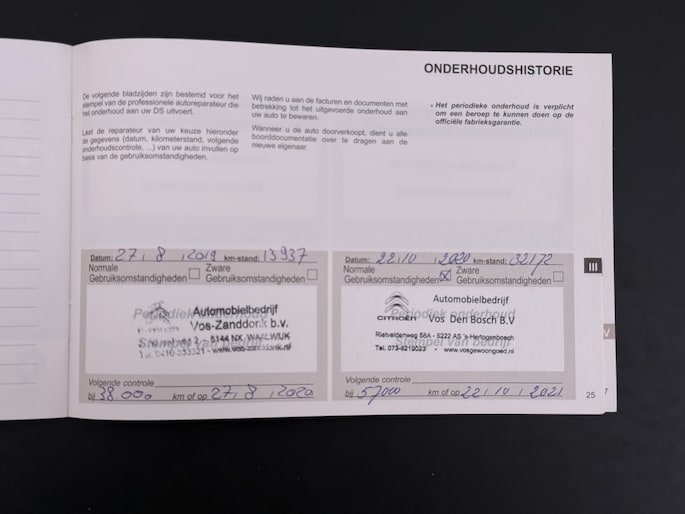 ONDERHOUDSHISTORIE
De volgende bladzijden zijn bestemd voor het
stempel van de professionele autoreparateur die
het onderhoud aan uw DS uitvoert.
Laat de reparateur van uw keuze hieronder
de gegevens (datum, kilometerstand, volgende
onderhoudscontrole, ...) van uw auto invullen op
basis van de gebruiksomstandigheden.
Wij raden u aan de facturen en documenten met
betrekking tot het uitgevoerde onderhoud aan
uw auto te bewaren.
Wanneer u de auto doorverkoopt, dient u alle
boorddocumentatie over te dragen aan de
nieuwe eigenaar.
- Het periodieke onderhoud is verplicht
om een beroep te kunnen doen op de
officiële fabrieksgarantie.
Datum: 27, 8, 2019 km-stand: 13937
Normale
Gebruiksomstandigheden
Zware
Gebruiksomstandigheden
Periodiek onderhoud
Automobielbedrijf
Vos-Zanddonk b.v.
5144 NX WAALWIJK
Stempel van bedrijf
Volgende controle
bij 38.000 km of op 27, 8, 2020
Datum: 22,10, 2020 km-stand: 32172
Normale
Gebruiksomstandigheden
Zware
Gebruiksomstandigheden
Periodiek onderhoud
Automobielbedrijf
CITROËN Vos Den Bosch B.V
Rietveldenweg 58A - 5222 AS 's-Hertogenbosch
Stempel van bedrijf
Tel. 073-6219023 - www.vosgewoongoed.nl
Volgende controle
bij 57000 km of op 22, 10, 2021
III
V
25
7